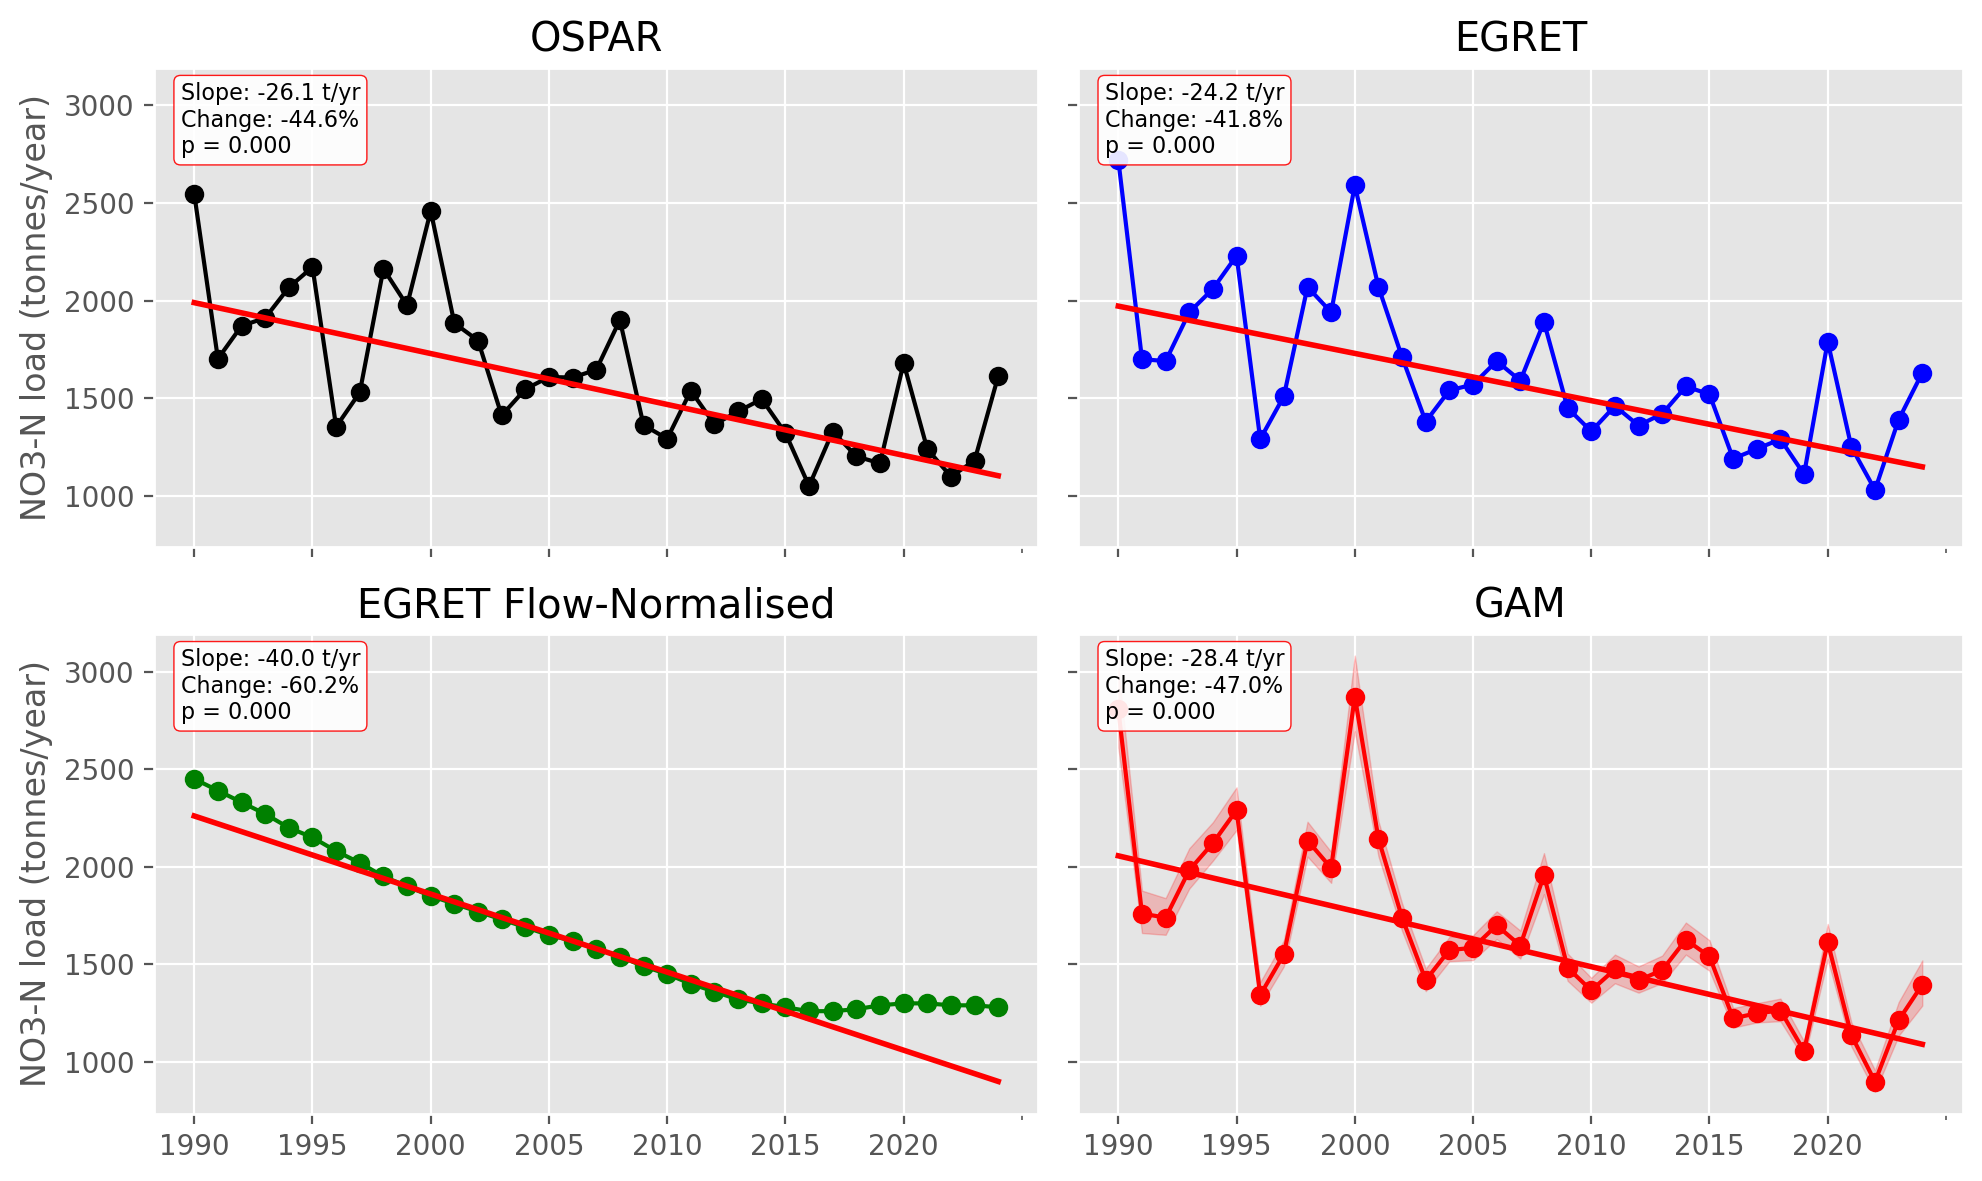 OSPAR
NO3-N load (tonnes/year)
3000
2500
2000
1500
1000
Slope: -26.1 t/yr
Change: -44.6%
p = 0.000
EGRET
Slope: -24.2 t/yr
Change: -41.8%
p = 0.000
EGRET Flow-Normalised
NO3-N load (tonnes/year)
3000
2500
2000
1500
1000
Slope: -40.0 t/yr
Change: -60.2%
p = 0.000
1990 1995 2000 2005 2010 2015 2020
GAM
Slope: -28.4 t/yr
Change: -47.0%
p = 0.000
1990 1995 2000 2005 2010 2015 2020